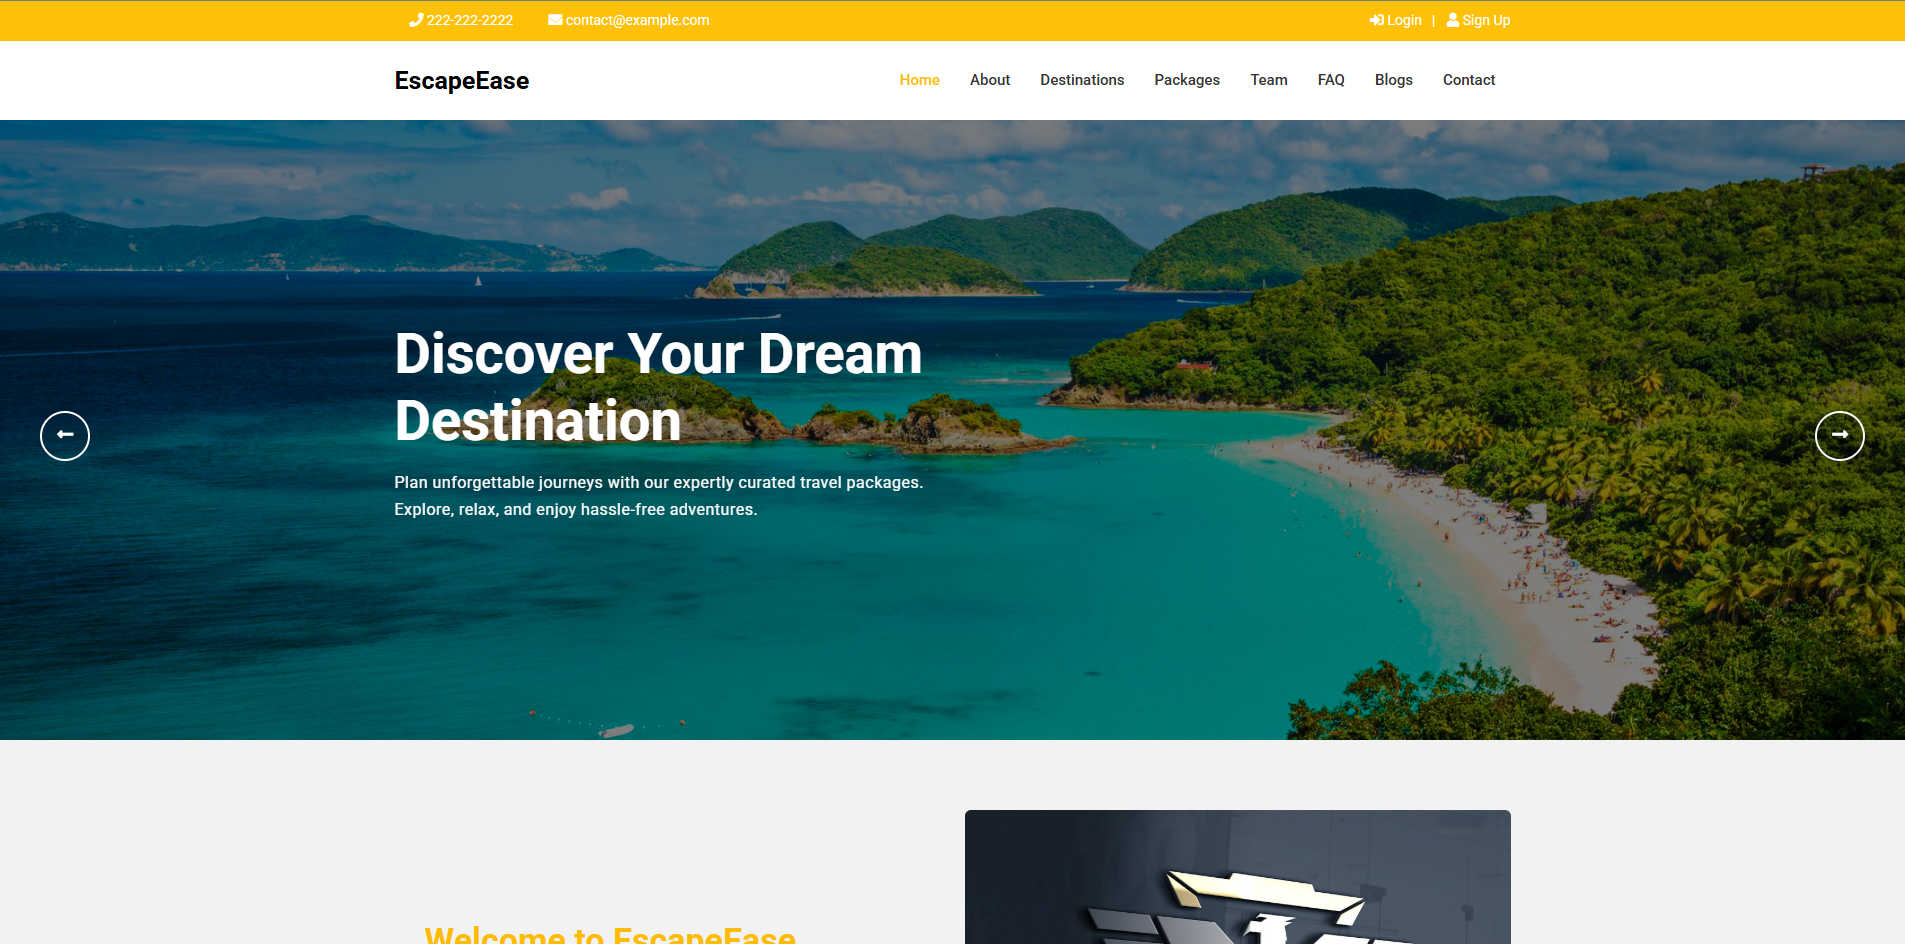 222-222-2222 contact@example.com Login | Sign Up
EscapeEase Home About Destinations Packages Team FAQ Blogs Contact
Discover Your Dream
Destination
Plan unforgettable journeys with our expertly curated travel packages.
Explore, relax, and enjoy hassle-free adventures.
Welcome to EscapeEase